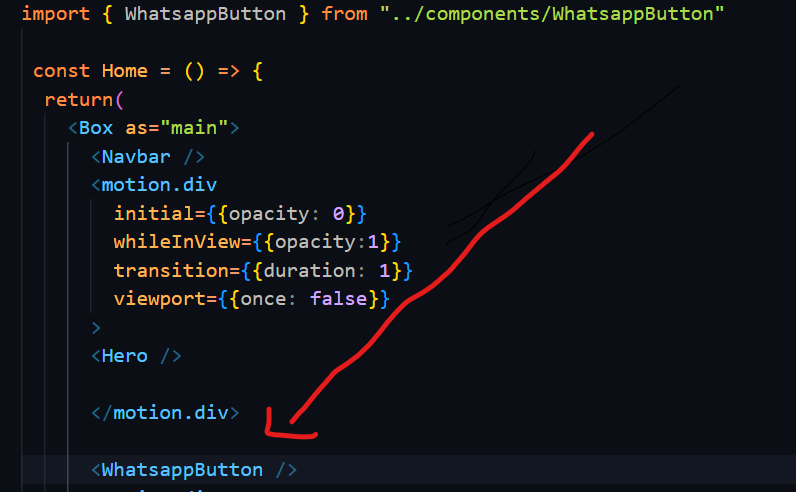 import { WhatsappButton } from "../components/WhatsappButton"
const Home = () => {
return(
<Box as="main">
<Navbar />
<motion.div
initial={{opacity: 0}}
whileInView={{opacity:1}}
transition={{duration: 1}}
viewport={{once: false}}
>
<Hero />
</motion.div>
<WhatsappButton />